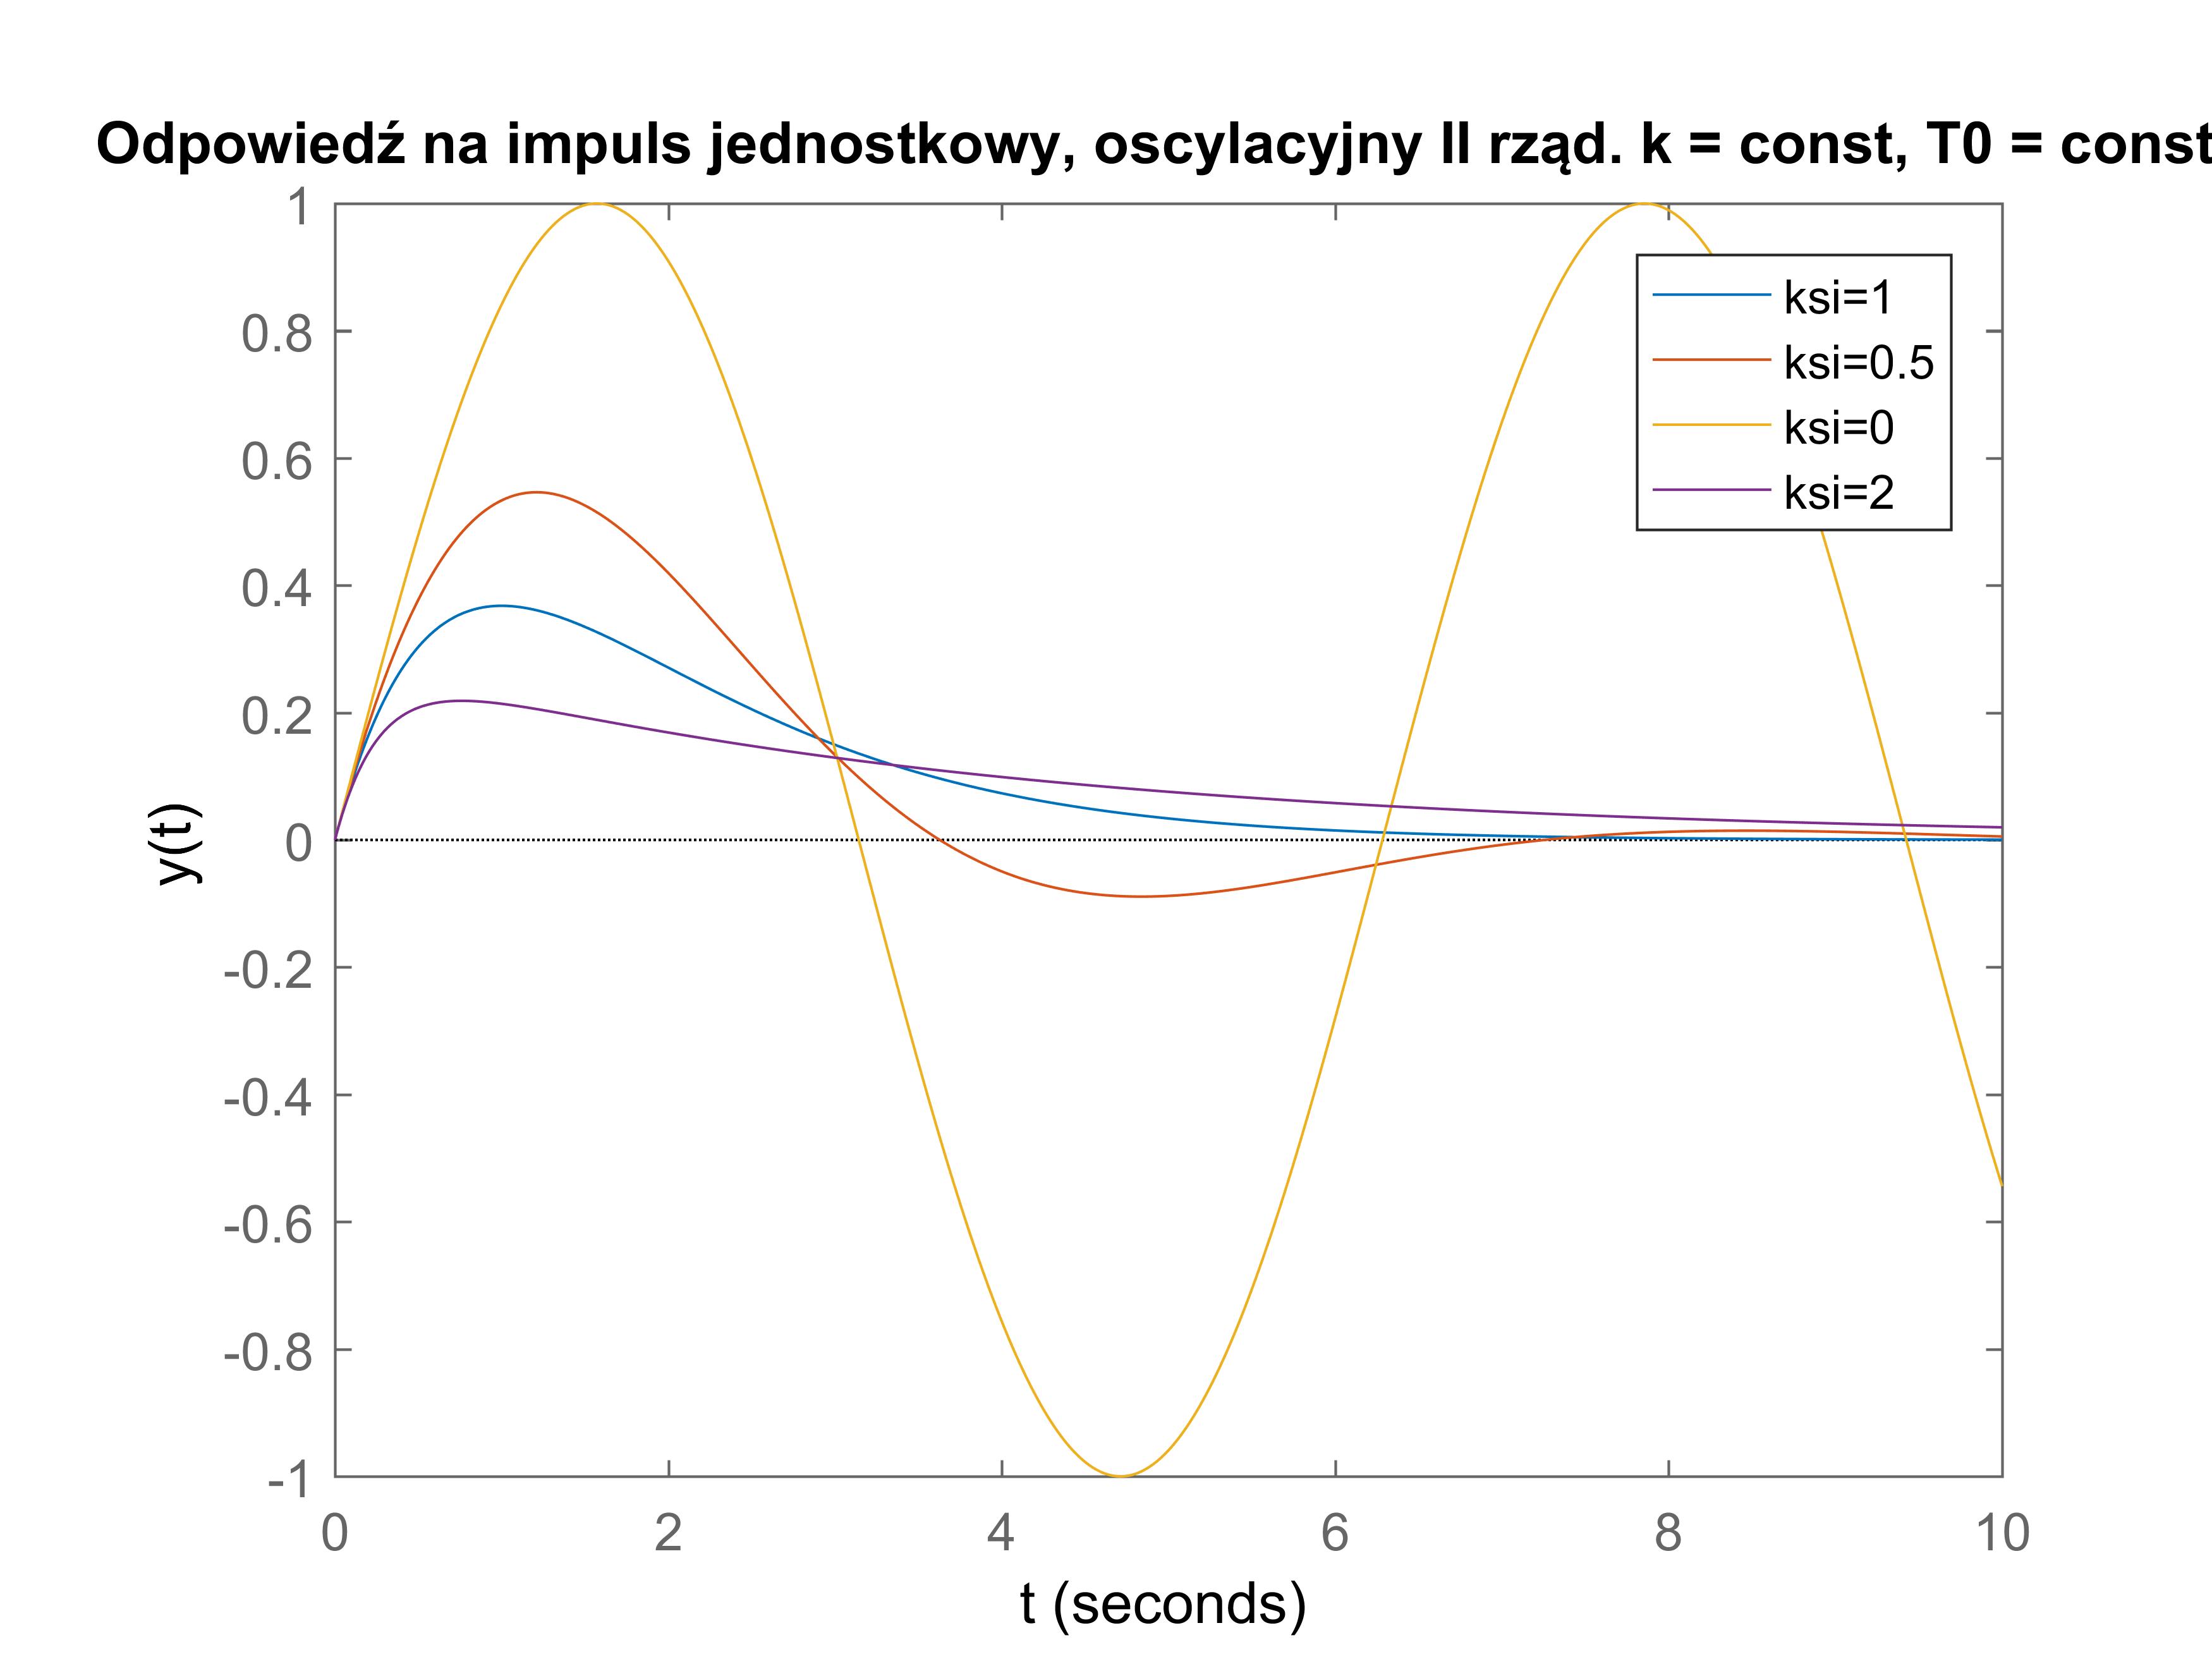 Odpowiedź na impuls jednostkowy, oscylacyjny II rząd. k = const, T0 = const
1
0.8
0.6
0.4
0.2
0
-0.2
-0.4
-0.6
-0.8
-1
y(t)
ksi=1
ksi=0.5
ksi=0
ksi=2
0 2 4 6 8 10
t (seconds)